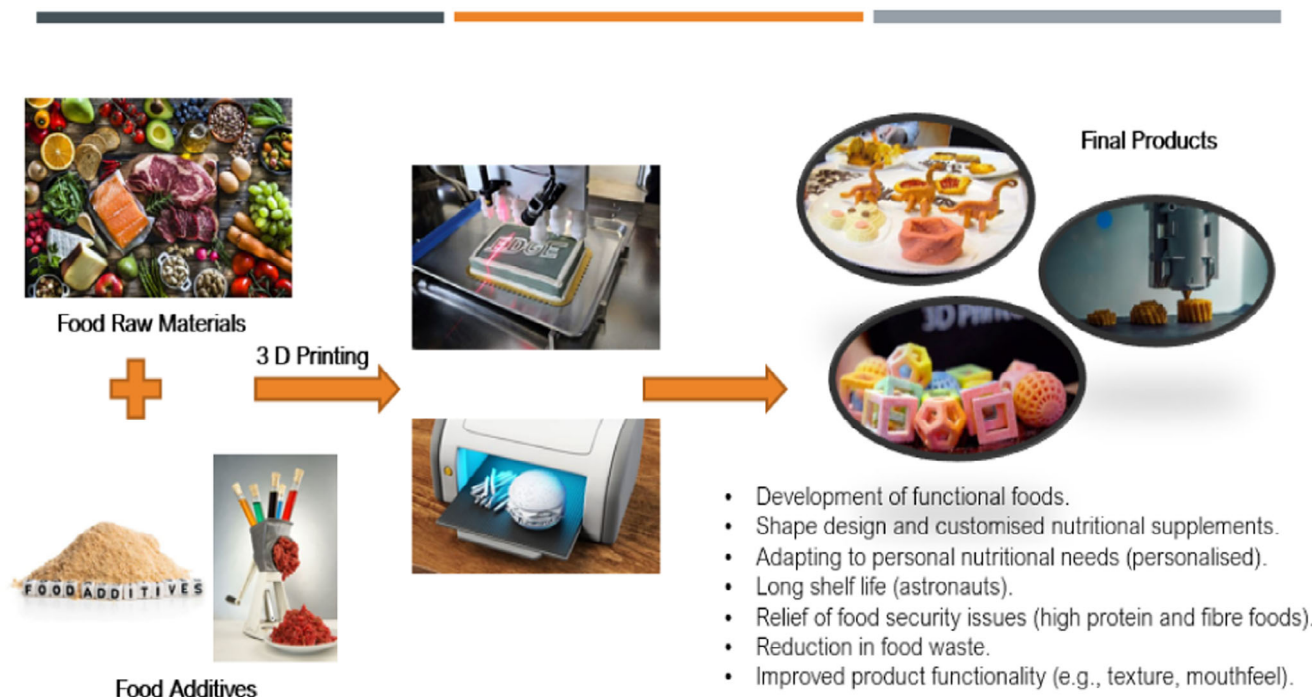 Final Products
Food Raw Materials
3 D Printing
EDGE
3D PRINT
FOOD ADDITIVES
Food Additives
• Development of functional foods.
• Shape design and customised nutritional supplements.
• Adapting to personal nutritional needs (personalised).
• Long shelf life (astronauts).
• Relief of food security issues (high protein and fibre foods).
• Reduction in food waste.
• Improved product functionality (e.g., texture, mouthfeel).